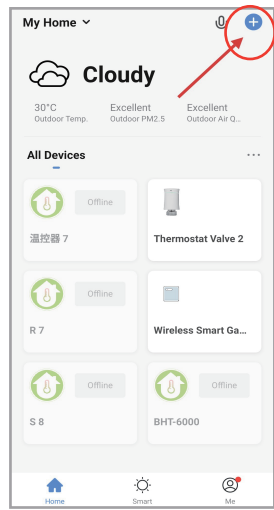 My Home
Cloudy
30°C Excellent Excellent
Outdoor Temp. Outdoor PM2.5 Outdoor Air Q...
All Devices
Offline
温控器 7 Thermostat Valve 2
Offline
R 7 Wireless Smart Ga...
Offline Offline
S 8 BHT-6000
Home Smart Me